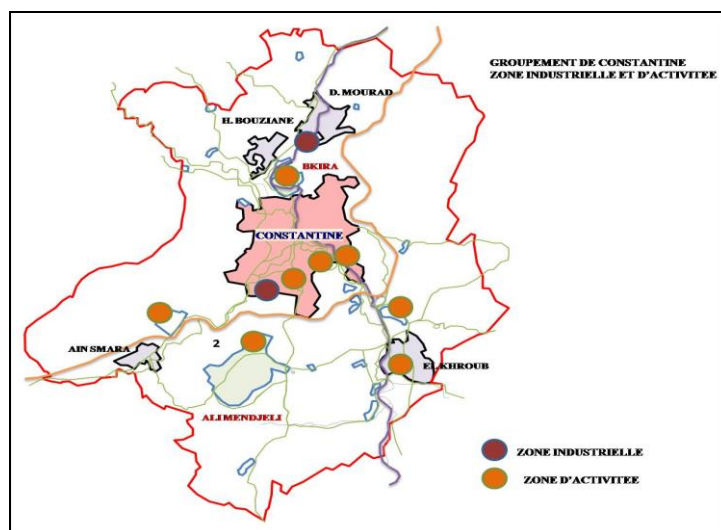 GROUPEMENT DE CONSTANTINE
ZONE INDUSTRIELLE ET D'ACTIVITEE
D. MOURAD
H. BOUZIANE
BKIRA
CONSTANTINE
2
AIN SMARA
EL KHROUB
ALI MENDJELI
ZONE INDUSTRIELLE
ZONE D'ACTIVITEE